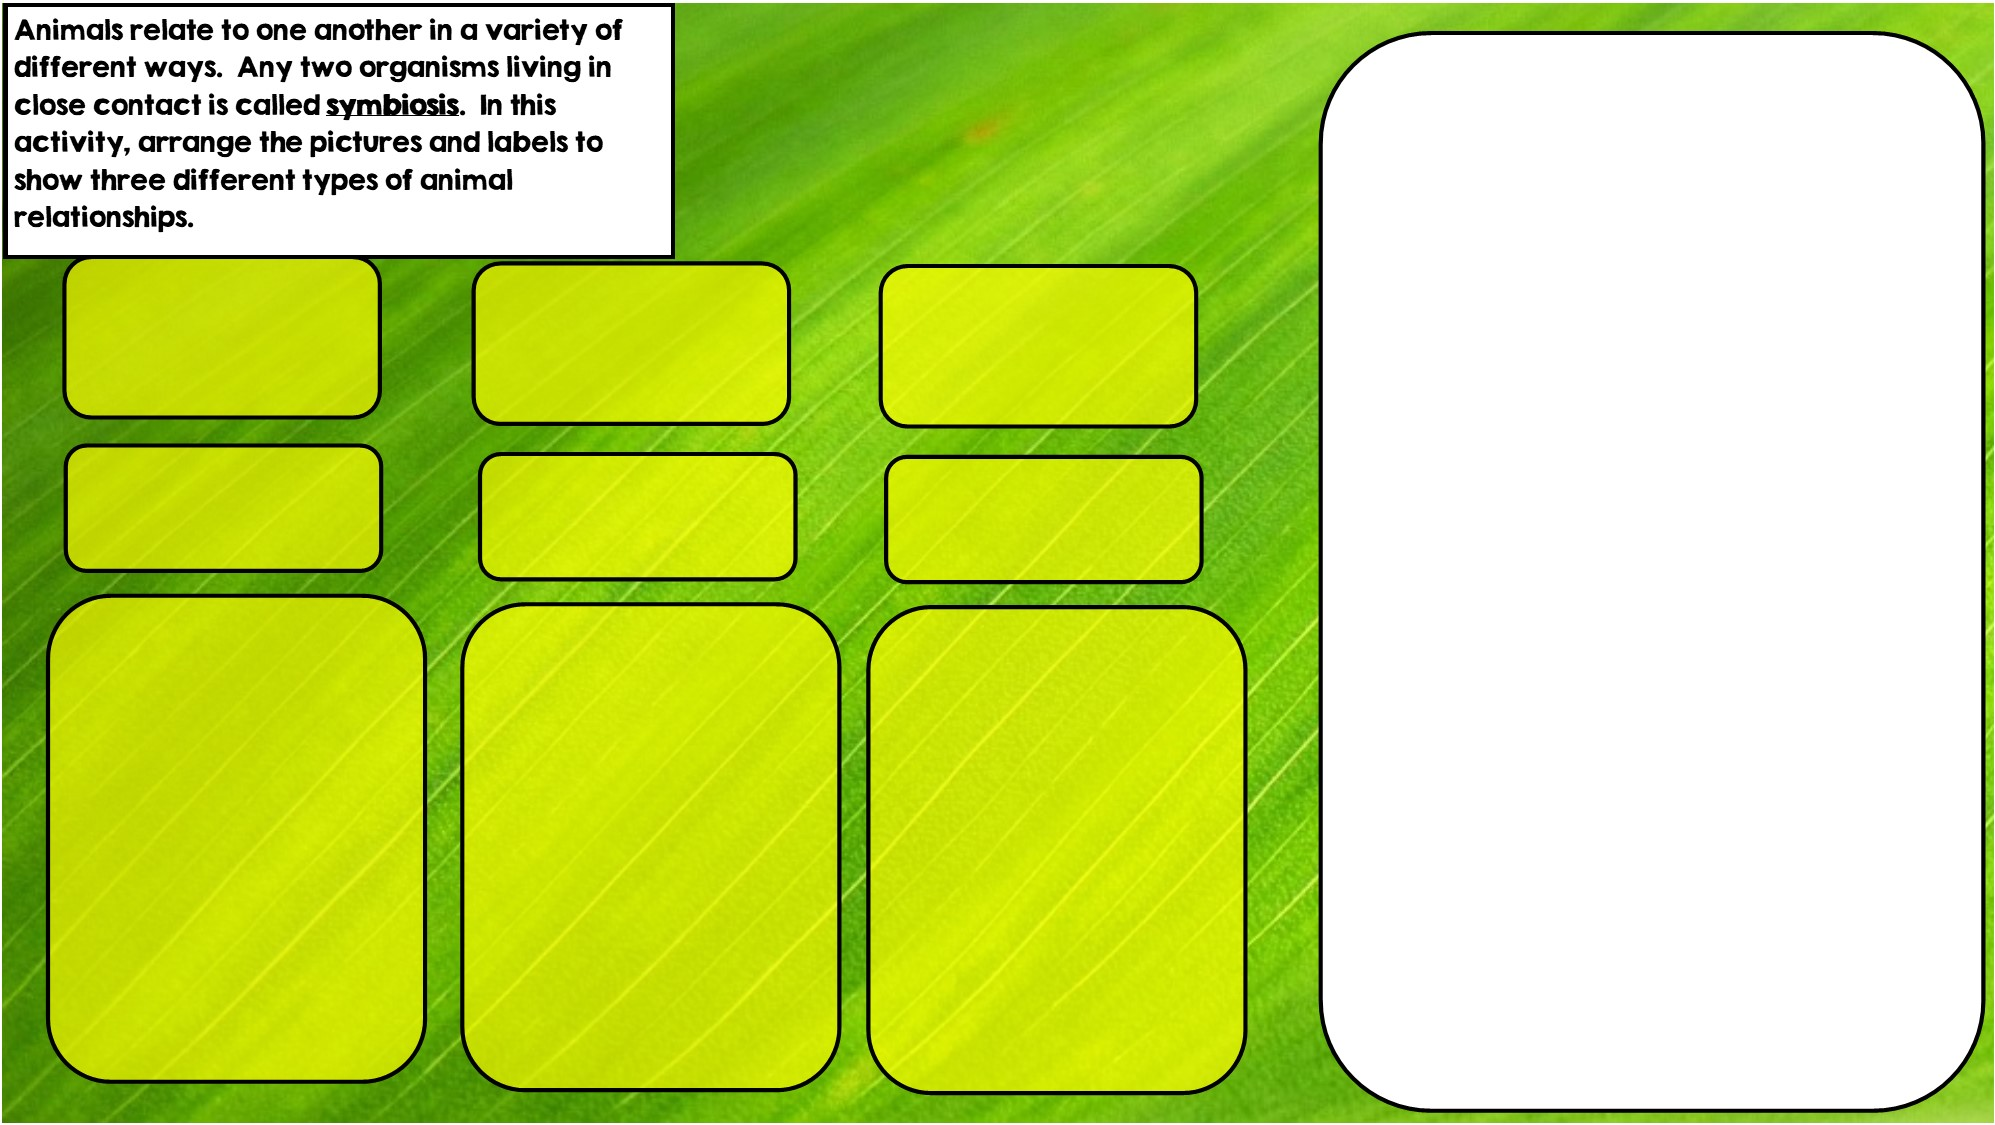 Animals relate to one another in a variety of
different ways.  Any two organisms living in
close contact is called symbiosis.  In this
activity, arrange the pictures and labels to
show three different types of animal
relationships.